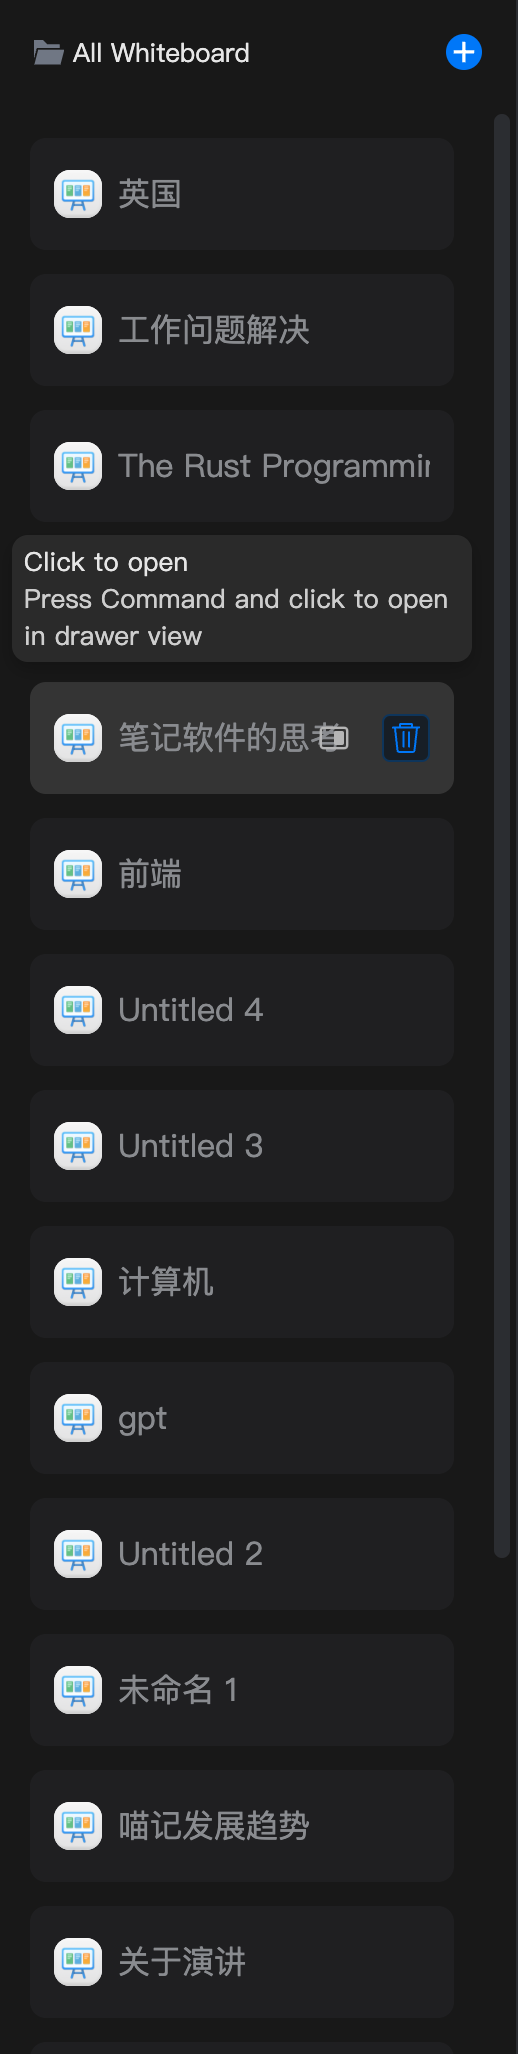 All Whiteboard
英国
工作问题解决
The Rust Programmin
Click to open
Press Command and click to open
in drawer view
笔记软件的思考
前端
Untitled 4
Untitled 3
计算机
gpt
Untitled 2
未命名 1
喵记发展趋势
关于演讲